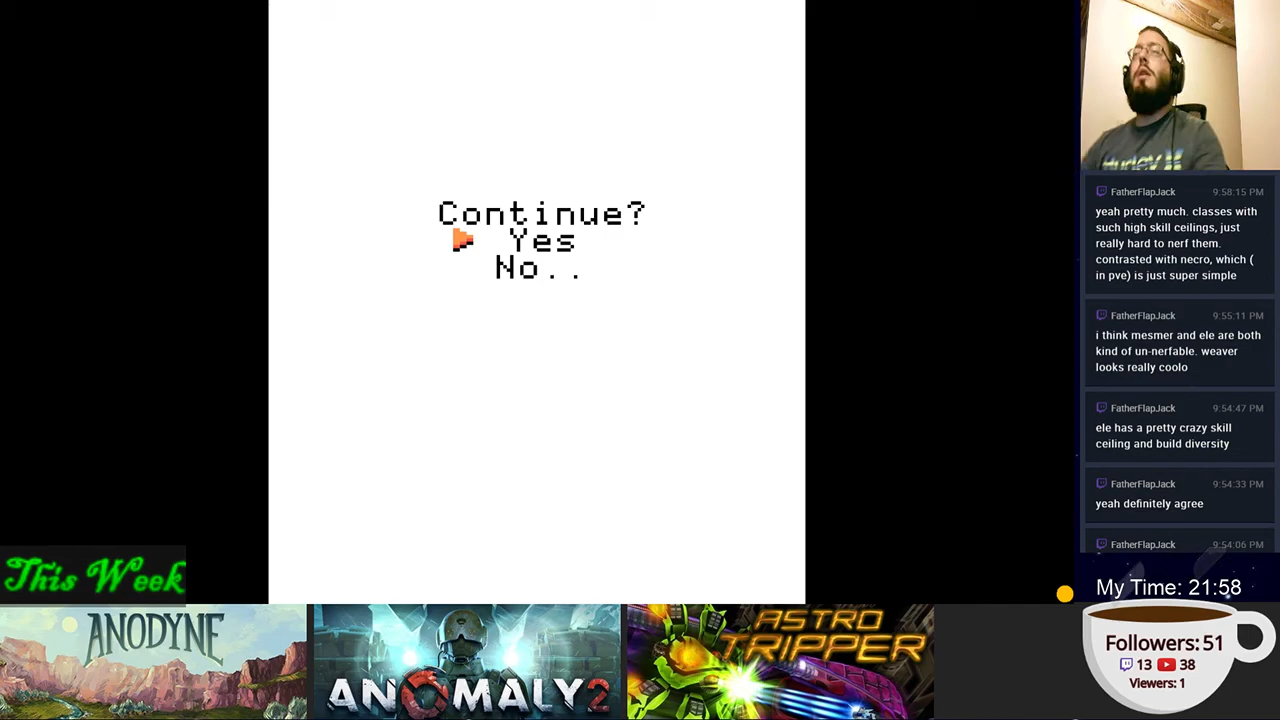 Continue?
Yes
No..
Hurley
FatherFlapJack 9:58:15 PM
yeah pretty much. classes with
such high skill ceilings, just
really hard to nerf them.
contrasted with necro, which (
in pve) is just super simple
FatherFlapJack 9:55:11 PM
i think mesmer and ele are both
kind of un-nerfable. weaver
looks really coolo
FatherFlapJack 9:54:47 PM
ele has a pretty crazy skill
ceiling and build diversity
FatherFlapJack 9:54:33 PM
yeah definitely agree
FatherFlapJack 9:54:06 PM
My Time: 21:58
Followers: 51
13 38
Viewers: 1
This Week
ANODYNE
ANOMALY 2
ASTRO
TRIPPER